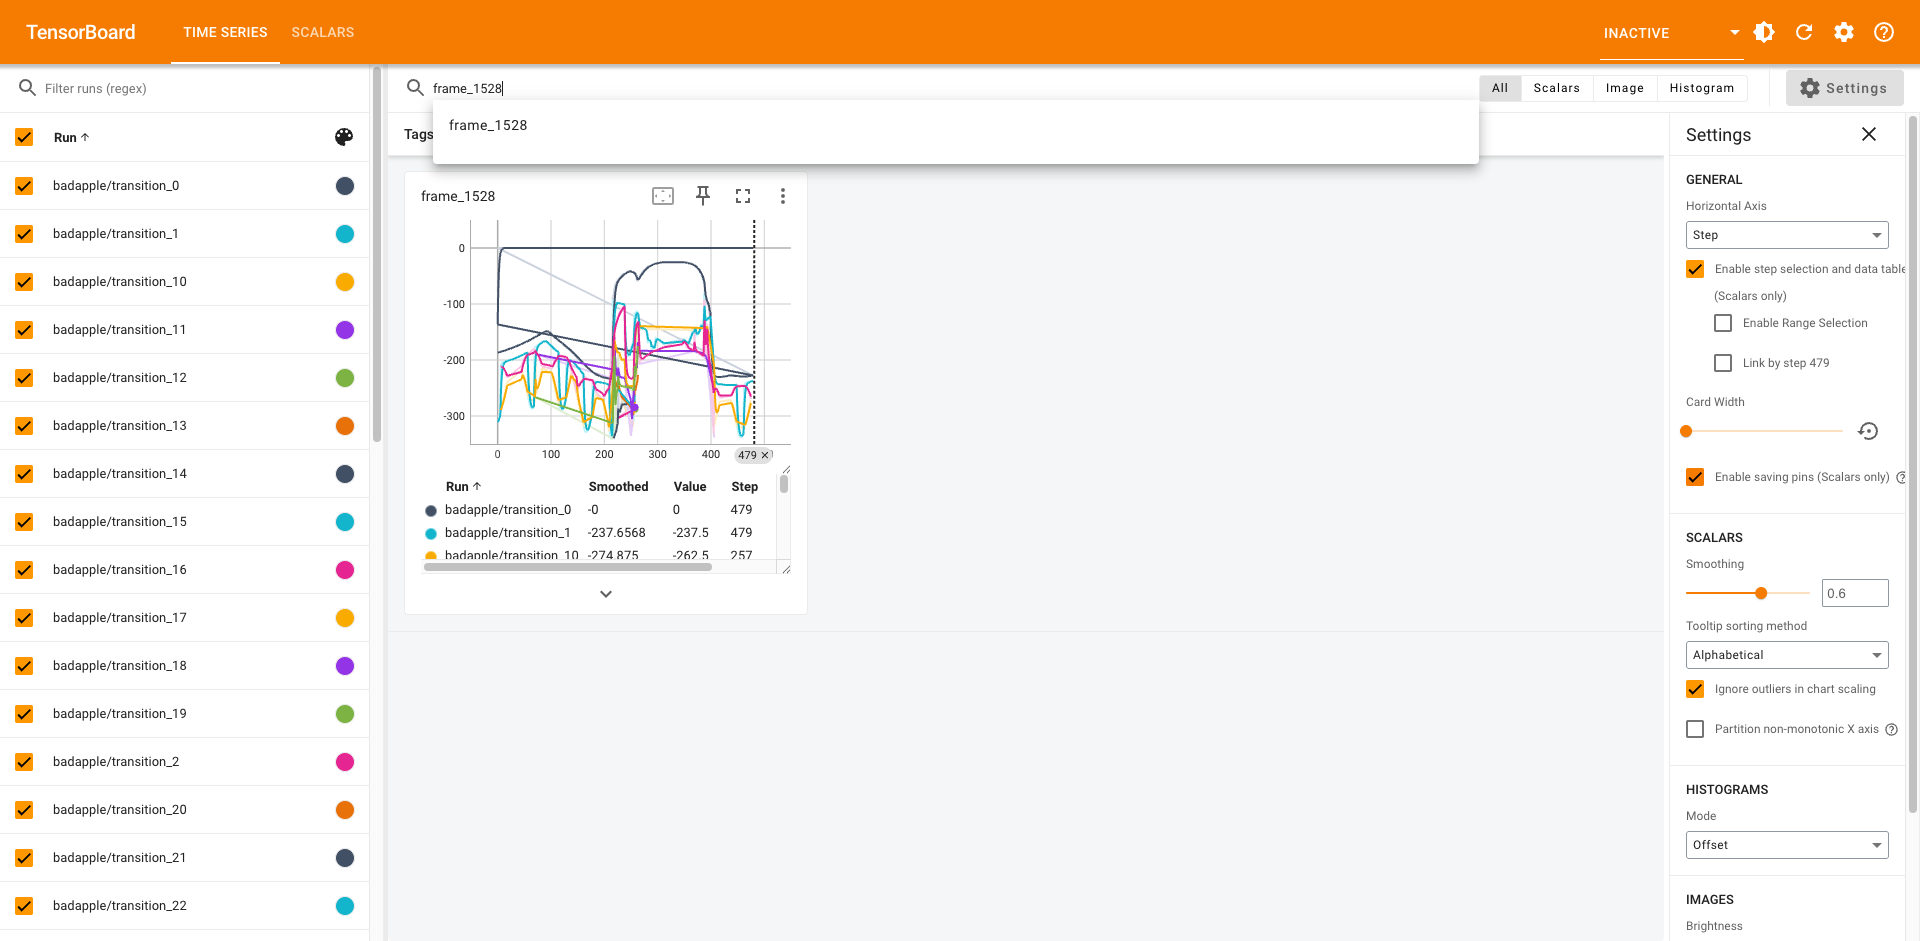 TensorBoard TIME SERIES SCALARS INACTIVE
Filter runs (regex)
Run
badapple/transition_0
badapple/transition_1
badapple/transition_10
badapple/transition_11
badapple/transition_12
badapple/transition_13
badapple/transition_14
badapple/transition_15
badapple/transition_16
badapple/transition_17
badapple/transition_18
badapple/transition_19
badapple/transition_2
badapple/transition_20
badapple/transition_21
badapple/transition_22
frame_1528
All Scalars Image Histogram
Settings
frame_1528
Tags
frame_1528
0
-100
-200
-300
0 100 200 300 400 479
Run Smoothed Value Step
badapple/transition_0 -0 0 479
badapple/transition_1 -237.6568 -237.5 479
badapple/transition_10 -274.875 -262.5 257
Settings
GENERAL
Horizontal Axis
Step
Enable step selection and data table
(Scalars only)
Enable Range Selection
Link by step 479
Card Width
Enable saving pins (Scalars only)
SCALARS
Smoothing
0.6
Tooltip sorting method
Alphabetical
Ignore outliers in chart scaling
Partition non-monotonic X axis
HISTOGRAMS
Mode
Offset
IMAGES
Brightness